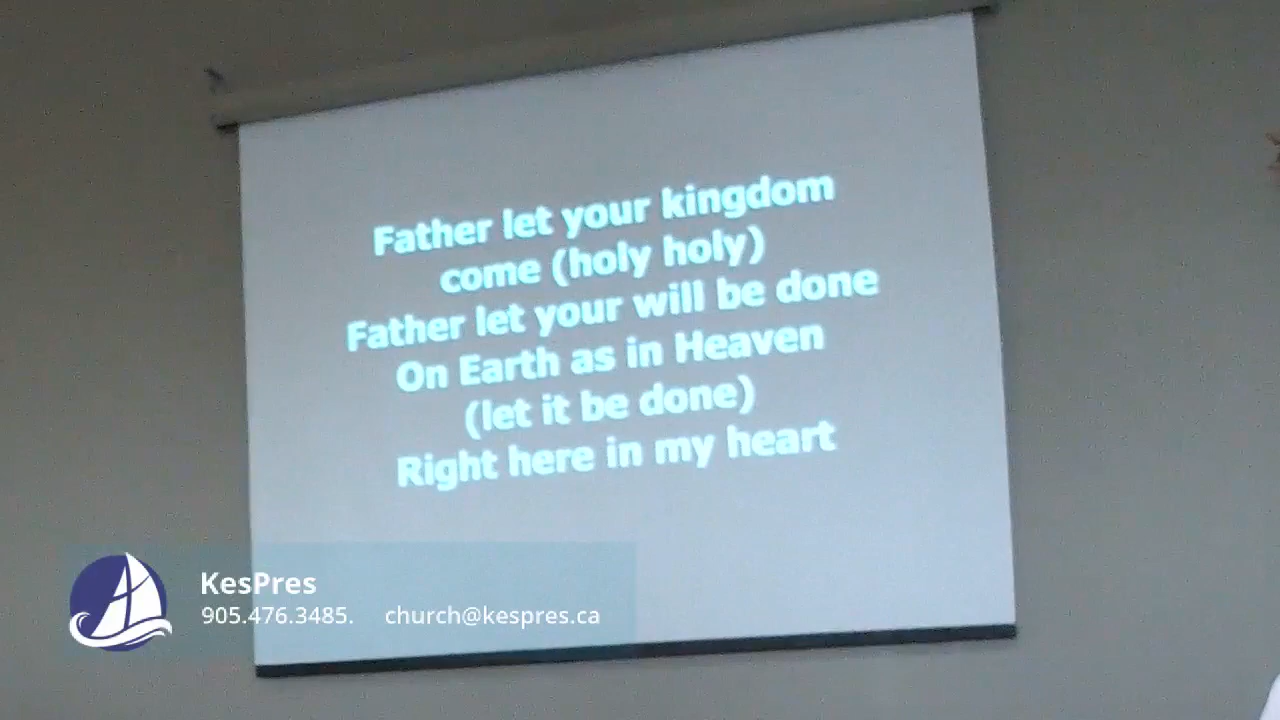 Father let your kingdom
come (holy holy)
Father let your will be done
On Earth as in Heaven
(let it be done)
Right here in my heart
KesPres
905.476.3485. church@kespres.ca